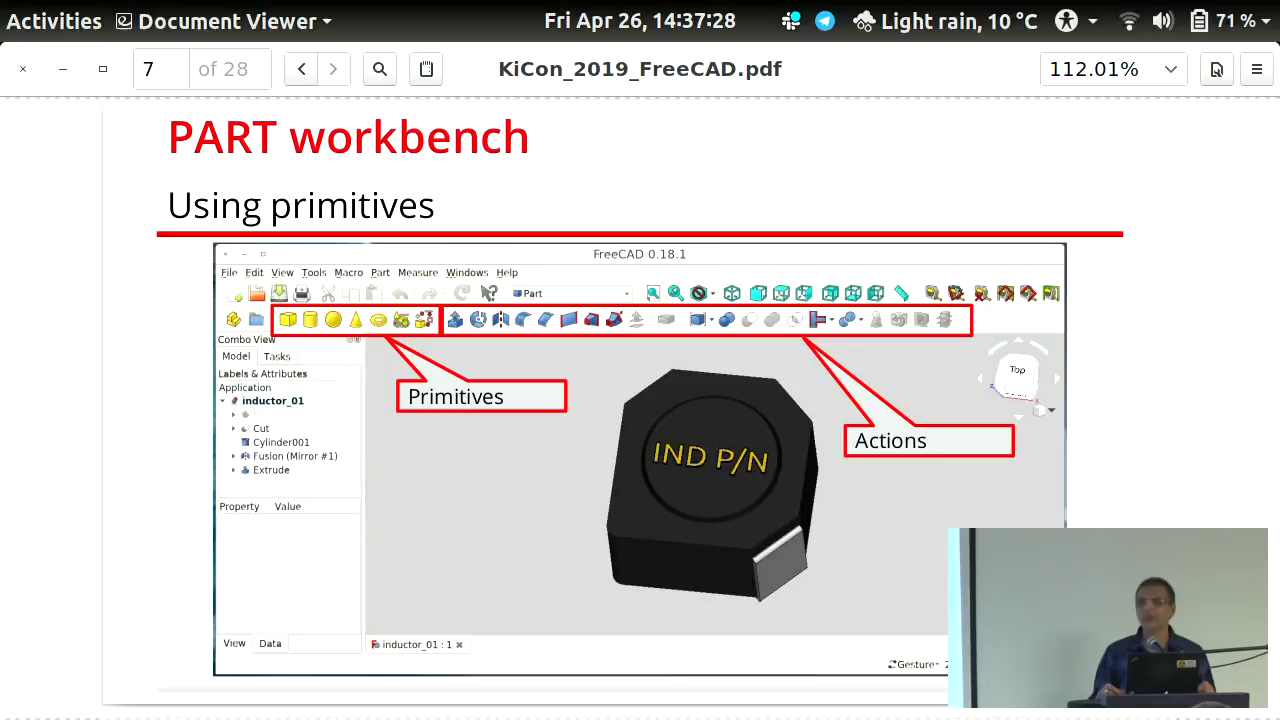 Activities Document Viewer Fri Apr 26, 14:37:28 Light rain, 10 °C 71 %
7 of 28 KiCon_2019_FreeCAD.pdf 112.01%
PART workbench
Using primitives
FreeCAD 0.18.1
File Edit View Tools Macro Part Measure Windows Help
Part
Combo View
Model Tasks
Labels & Attributes
Application
inductor_01
Cut
Cylinder001
Fusion (Mirror #1)
Extrude
Property Value
View Data
Primitives
Actions
Top
IND P/N
inductor_01 : 1
Gesture